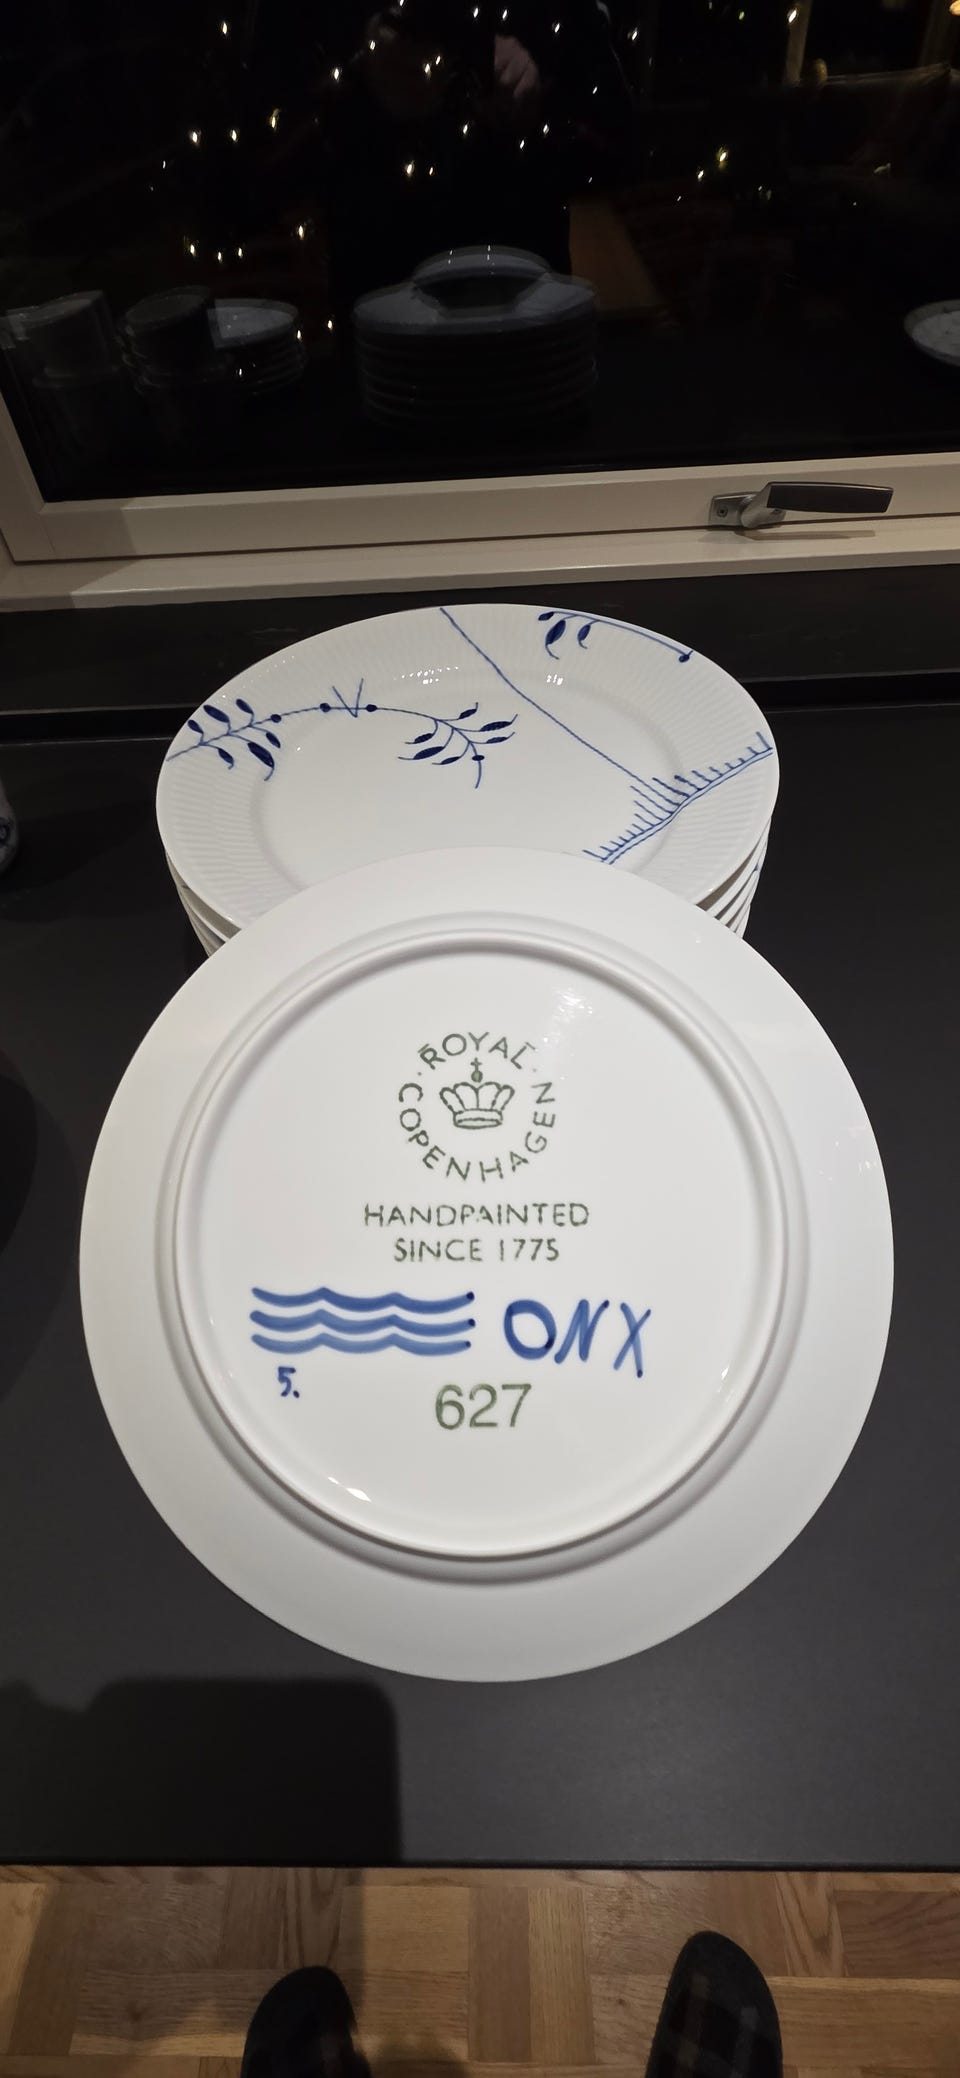 ROYAL COPENHAGEN
HANDPAINTED
SINCE 1775
ONX
5.
627